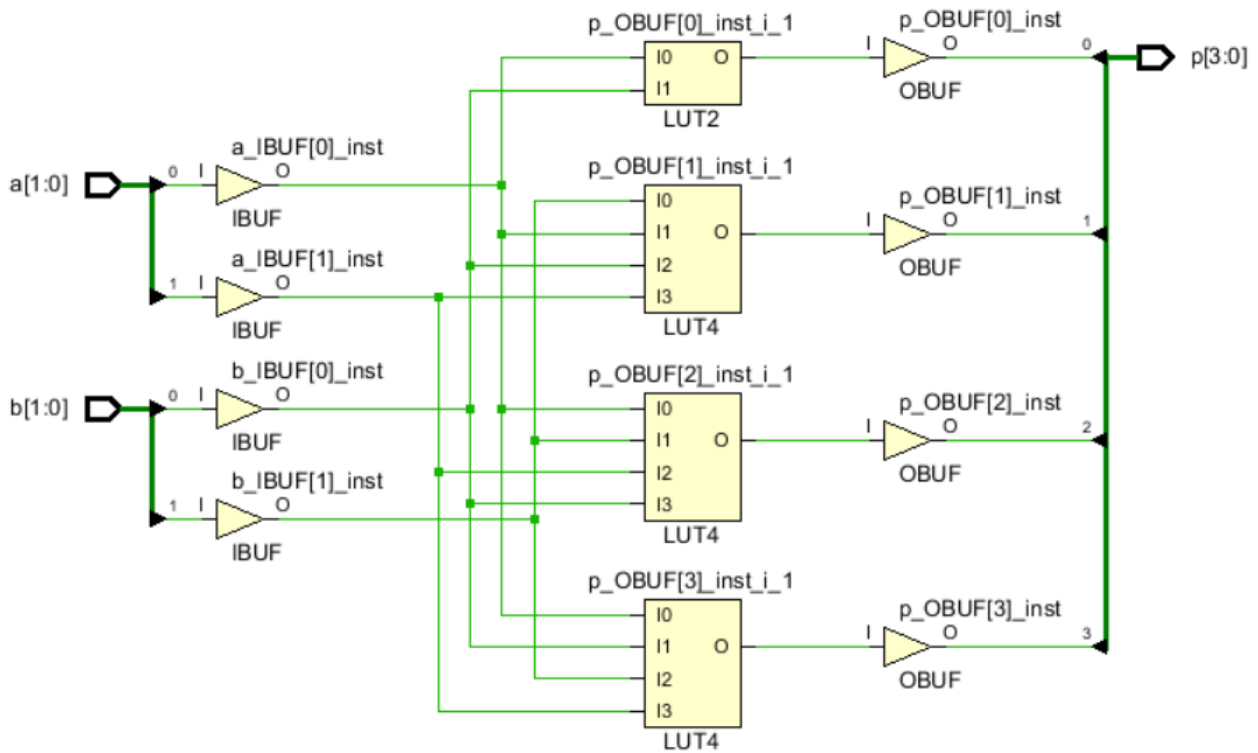 p_OBUF[0]_inst_i_1
I0
I1
O
LUT2
I
p_OBUF[0]_inst
O
OBUF
0
p[3:0]
a[1:0]
0
I
a_IBUF[0]_inst
O
IBUF
1
I
a_IBUF[1]_inst
O
IBUF
p_OBUF[1]_inst_i_1
I0
I1
I2
I3
O
LUT4
I
p_OBUF[1]_inst
O
OBUF
1
b[1:0]
0
I
b_IBUF[0]_inst
O
IBUF
1
I
b_IBUF[1]_inst
O
IBUF
p_OBUF[2]_inst_i_1
I0
I1
I2
I3
O
LUT4
I
p_OBUF[2]_inst
O
OBUF
2
p_OBUF[3]_inst_i_1
I0
I1
I2
I3
O
LUT4
I
p_OBUF[3]_inst
O
OBUF
3